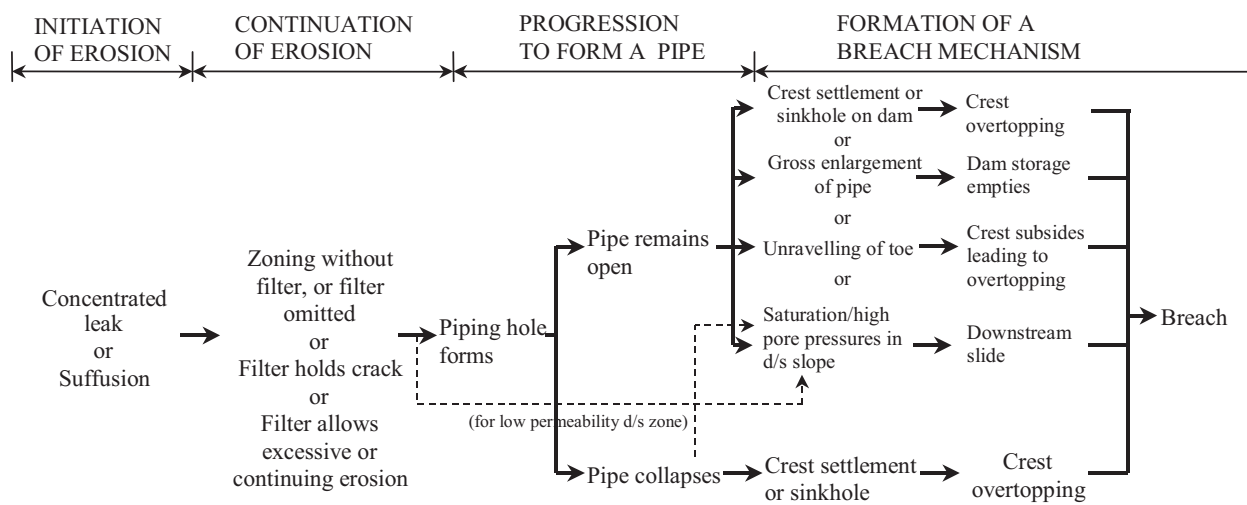 INITIATION
OF EROSION
CONTINUATION
OF EROSION
PROGRESSION
TO FORM A PIPE
FORMATION OF A
BREACH MECHANISM
Concentrated
leak
or
Suffusion
Zoning without
filter, or filter
omitted
or
Filter holds crack
or
Filter allows
excessive or
continuing erosion
Piping hole
forms
(for low permeability d/s zone)
Pipe remains
open
Pipe collapses
Crest settlement or
sinkhole on dam
or
Gross enlargement
of pipe
or
Unravelling of toe
or
Saturation/high
pore pressures in
d/s slope
Crest settlement
or sinkhole
Crest
overtopping
Dam storage
empties
Crest subsides
leading to
overtopping
Downstream
slide
Crest
overtopping
Breach